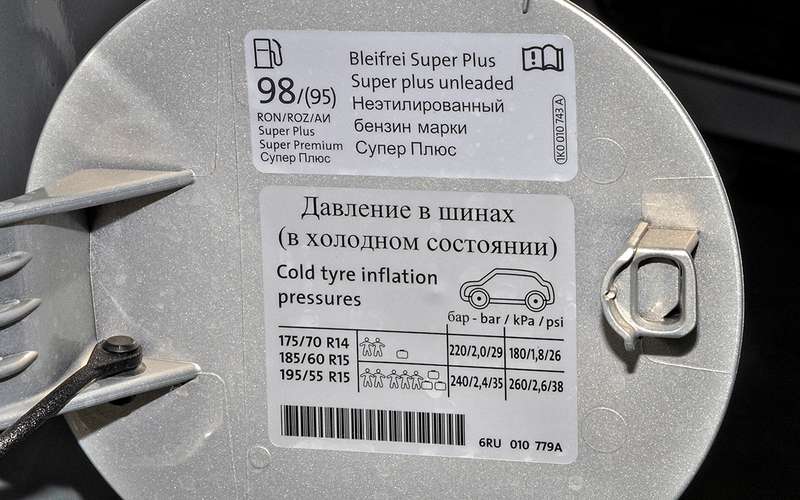 98/(95)
RON/ROZ/АИ
Super Plus
Super Premium
Супер Плюс
Bleifrei Super Plus
Super plus unleaded
Неэтилированный
бензин марки
Супер Плюс
1K0 010 743 A
Давление в шинах
(в холодном состоянии)
Cold tyre inflation
pressures
бар - bar / kPa / psi
175/70 R14
185/60 R15
195/55 R15
220/2,0/29 180/1,8/26
240/2,4/35 260/2,6/38
6RU 010 779A